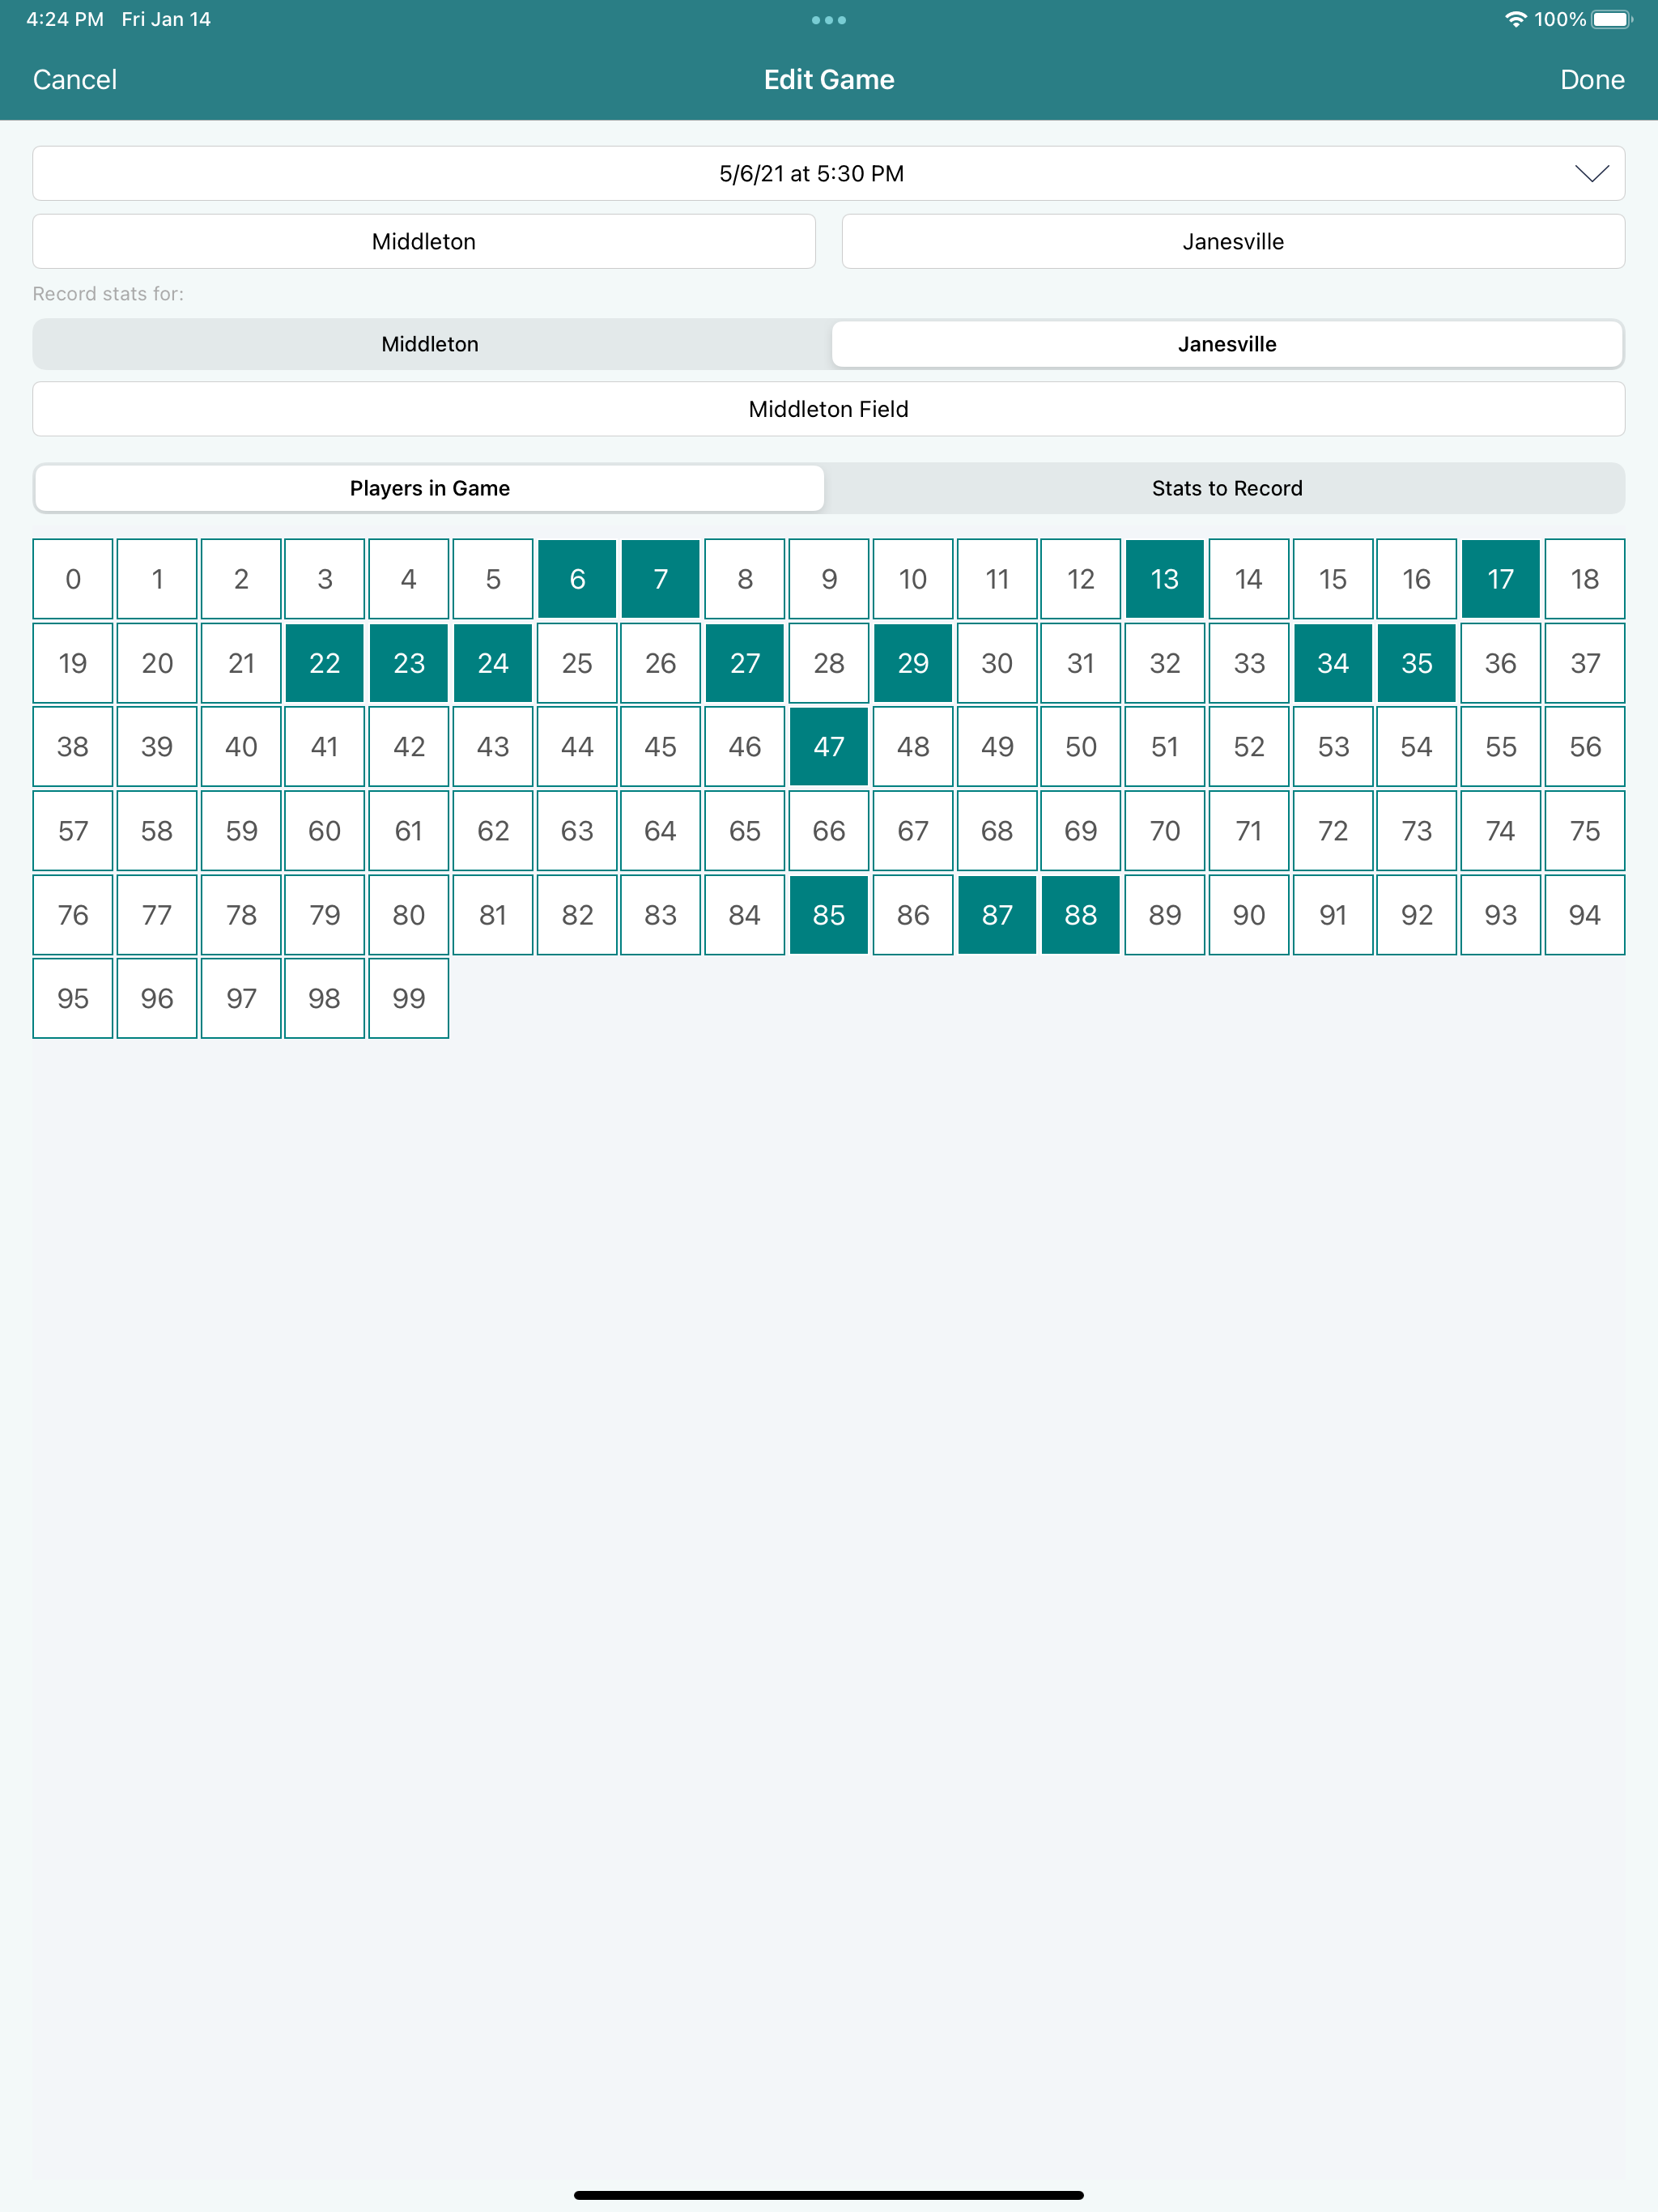 4:24 PM Fri Jan 14 100%
Cancel Edit Game Done
5/6/21 at 5:30 PM
Middleton Janesville
Record stats for:
Middleton Janesville
Middleton Field
Players in Game Stats to Record
0 1 2 3 4 5 6 7 8 9 10 11 12 13 14 15 16 17 18
19 20 21 22 23 24 25 26 27 28 29 30 31 32 33 34 35 36 37
38 39 40 41 42 43 44 45 46 47 48 49 50 51 52 53 54 55 56
57 58 59 60 61 62 63 64 65 66 67 68 69 70 71 72 73 74 75
76 77 78 79 80 81 82 83 84 85 86 87 88 89 90 91 92 93 94
95 96 97 98 99